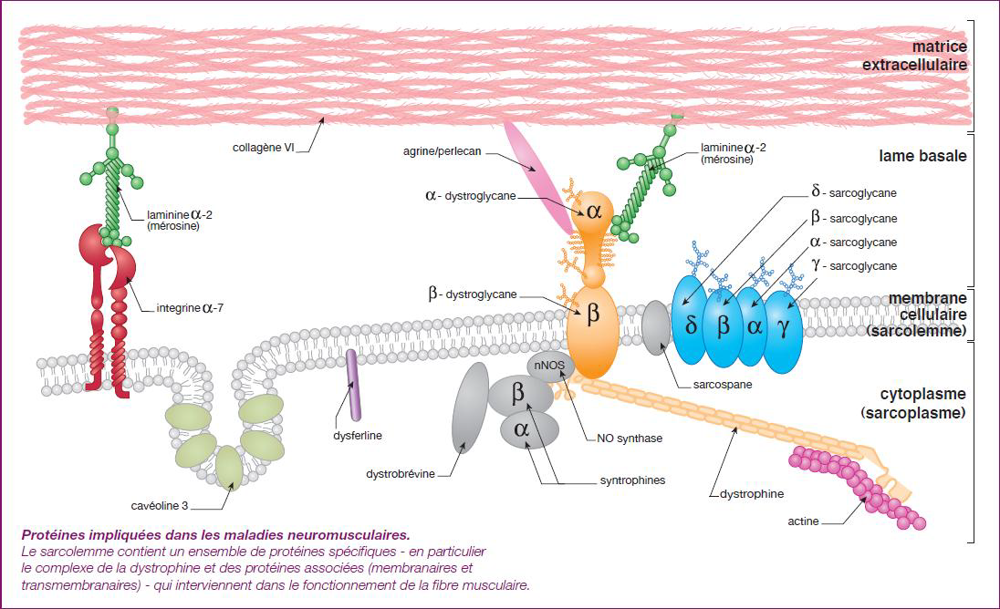 matrice
extracellulaire
collagène VI
agrine/perlecan
laminine α-2
(mérosine)
lame basale
α - dystroglycane
α
δ - sarcoglycane
β - sarcoglycane
α - sarcoglycane
γ - sarcoglycane
laminine α-2
(mérosine)
integrine α-7
β - dystroglycane
β
δ
β
α
γ
membrane
cellulaire
(sarcolemme)
sarcospane
nNOS
β
α
cytoplasme
(sarcoplasme)
dysferline
NO synthase
dystrobrévine
syntrophines
dystrophine
cavéoline 3
actine
Protéines impliquées dans les maladies neuromusculaires.
Le sarcolemme contient un ensemble de protéines spécifiques - en particulier
le complexe de la dystrophine et des protéines associées (membranaires et
transmembranaires) - qui interviennent dans le fonctionnement de la fibre musculaire.